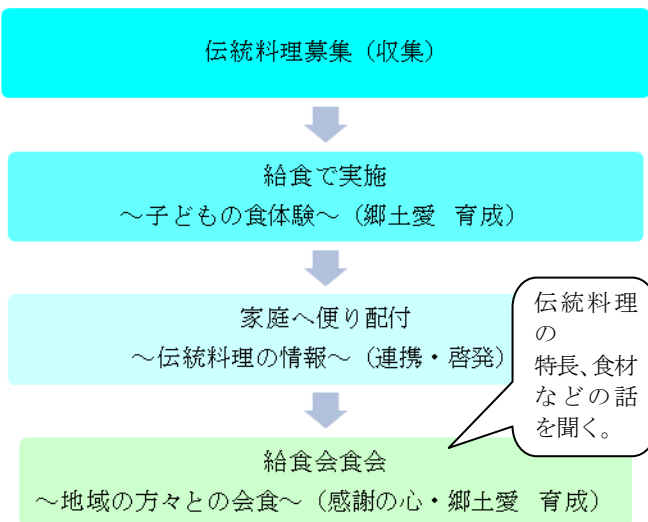 伝統料理募集（収集）
給食で実施
～子どもの食体験～（郷土愛　育成）
家庭へ便り配付
～伝統料理の情報～（連携・啓発）
伝統料理
の
特長、食材
などの話
を聞く。
給食会食会
～地域の方々との会食～（感謝の心・郷土愛　育成）